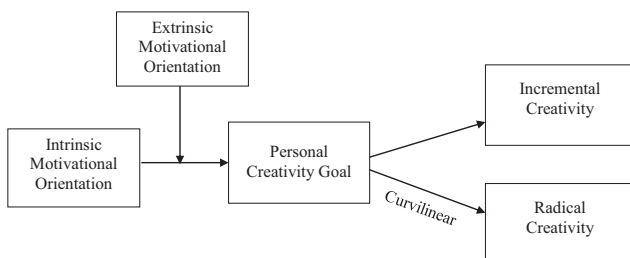 Extrinsic
Motivational
Orientation
Intrinsic
Motivational
Orientation
Personal
Creativity Goal
Incremental
Creativity
Curvilinear
Radical
Creativity